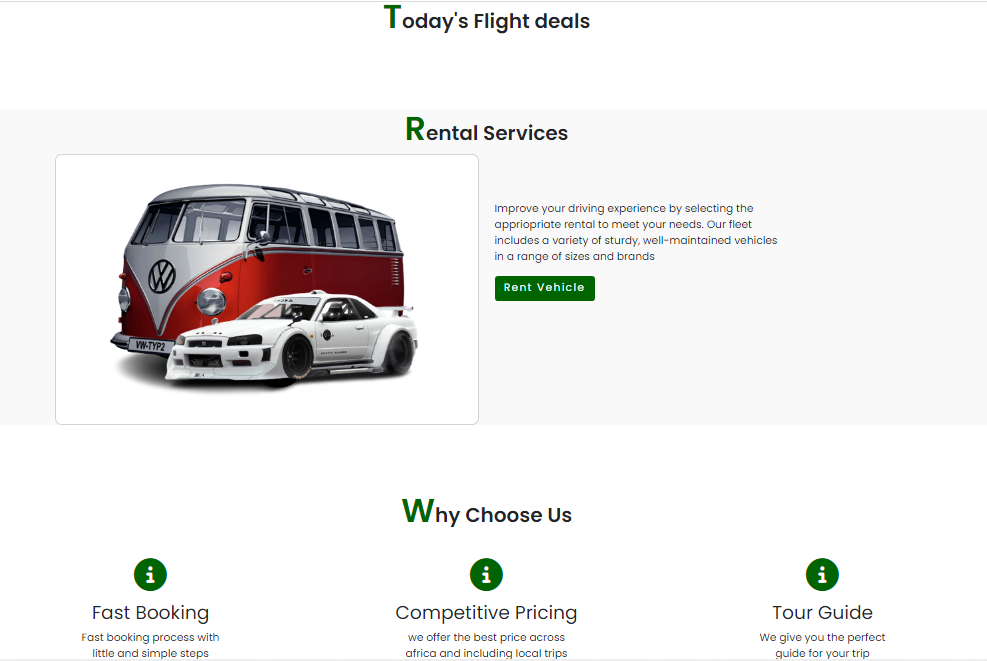 Today's Flight deals
Rental Services
Improve your driving experience by selecting the
appriopriate rental to meet your needs. Our fleet
includes a variety of sturdy, well-maintained vehicles
in a range of sizes and brands
Rent Vehicle
VW-TYP2
Why Choose Us
Fast Booking
Competitive Pricing
Tour Guide
Fast booking process with
little and simple steps
we offer the best price across
africa and including local trips
We give you the perfect
guide for your trip